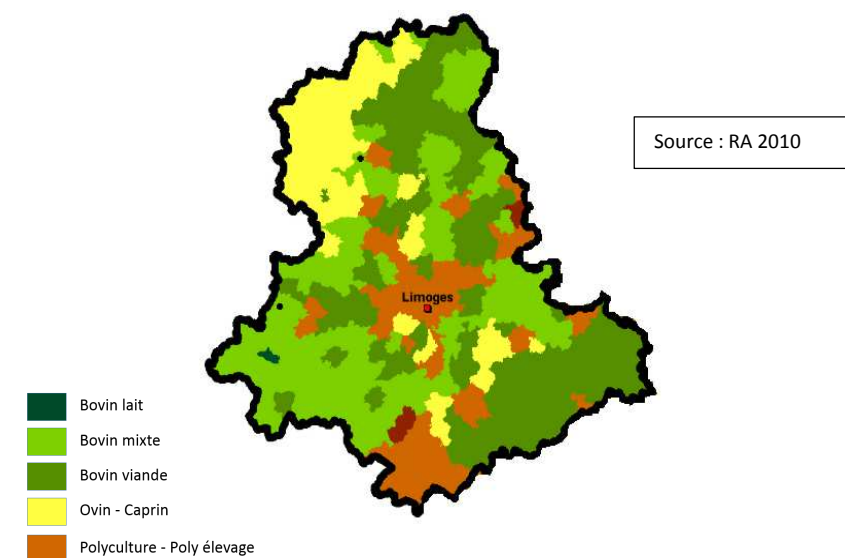 Source : RA 2010
Limoges
Bovin lait
Bovin mixte
Bovin viande
Ovin - Caprin
Polyculture - Poly élevage